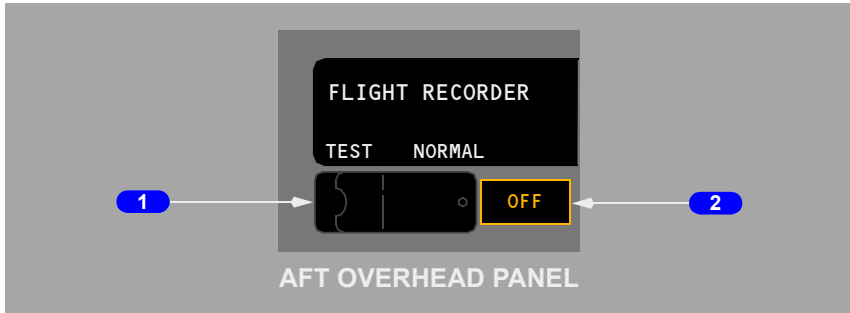 FLIGHT RECORDER
TEST NORMAL
1
OFF
2
AFT OVERHEAD PANEL